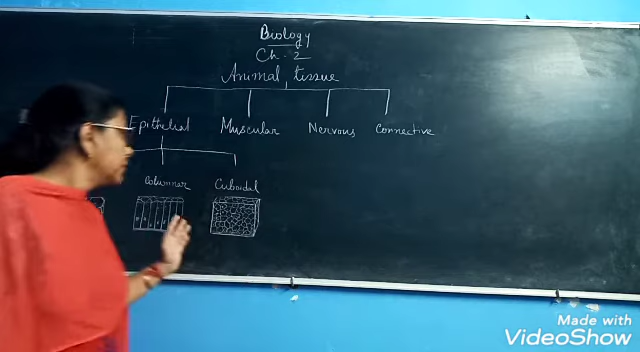 Biology
Ch - 2
Animal tissue
Epithelial Muscular Nervous Connective
Columnar Cuboidal
Made with
VideoShow